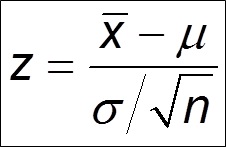 z = (x̄ − μ) / (σ/√n)